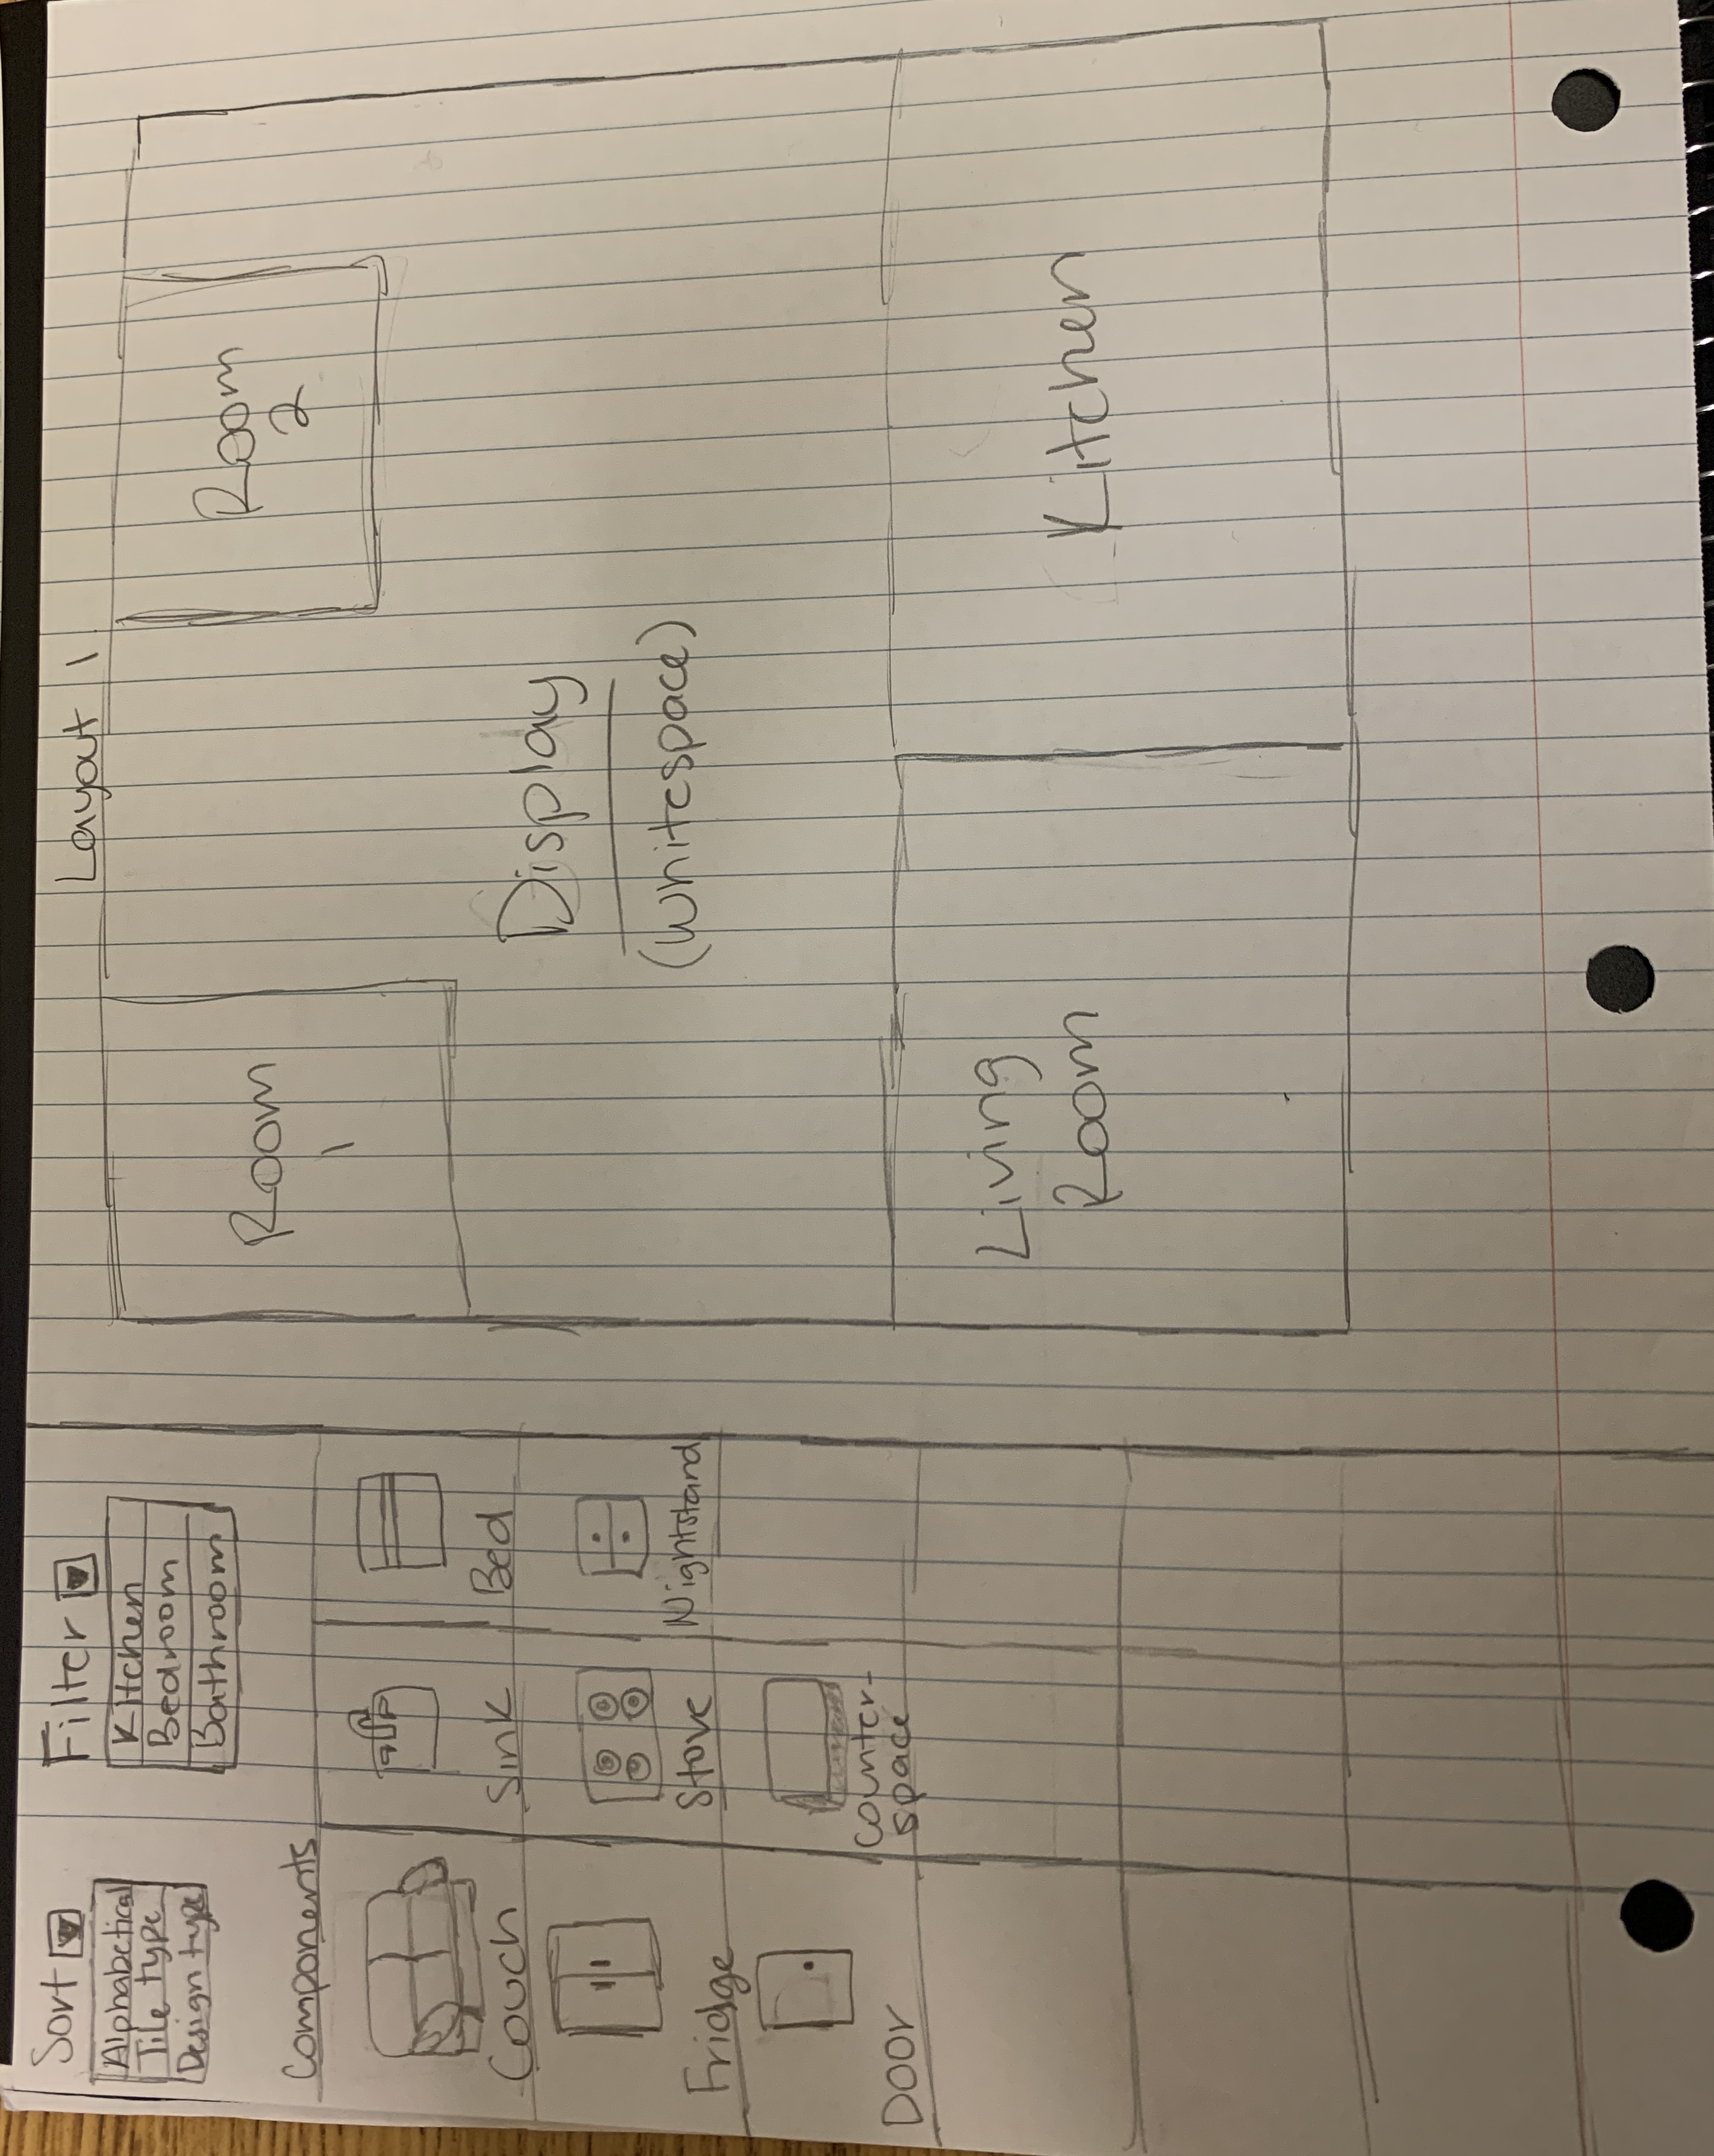 Sort
Alphabetical
Tile type
Design type
Filter
Kitchen
Bedroom
Bathroom
Components
Couch
Sink
Bed
Fridge
Stove
Nightstand
Door
Counter-
space
Layout 1
Room
1
Room
2
Display
(whitespace)
Living
Room
Kitchen